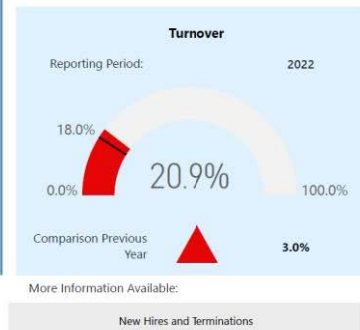 Turnover
Reporting Period: 2022
18.0%
20.9%
0.0% 100.0%
Comparison Previous Year 3.0%
More Information Available:
New Hires and Terminations